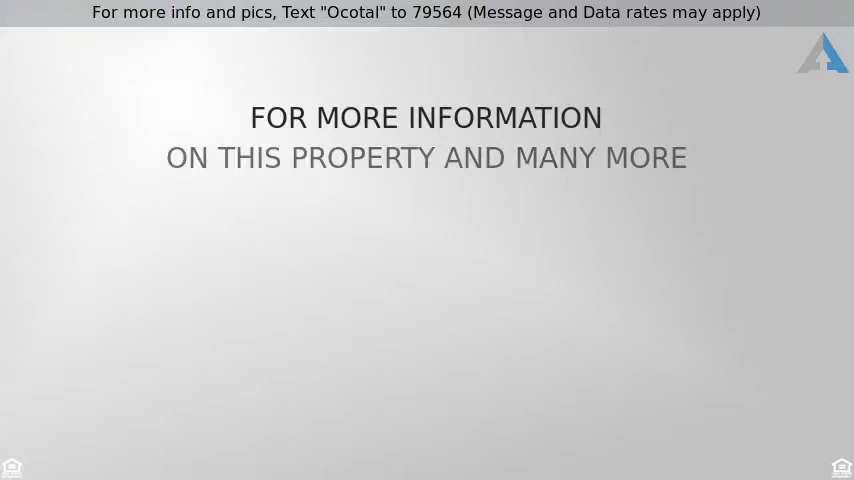 For more info and pics, Text "Ocotal" to 79564 (Message and Data rates may apply)
FOR MORE INFORMATION
ON THIS PROPERTY AND MANY MORE